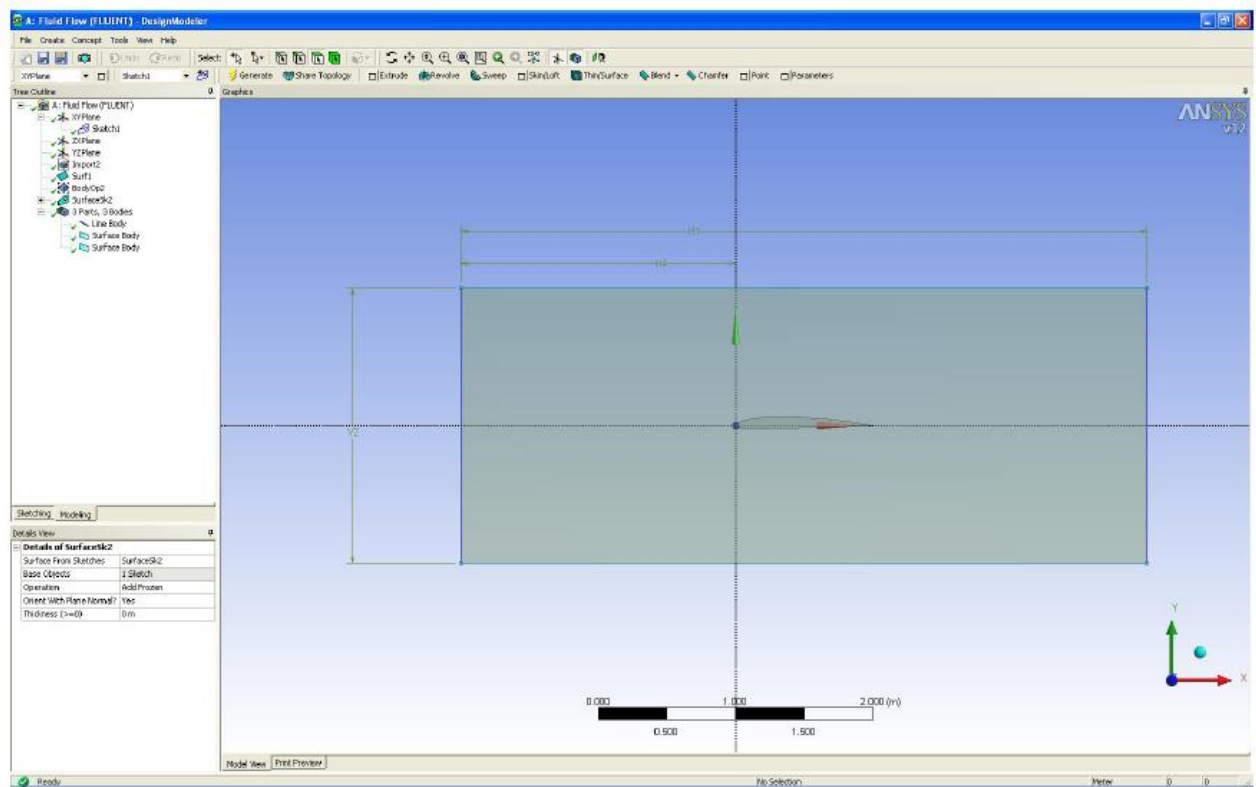 A: Fluid Flow (FLUENT) - DesignModeler
File Create Concept Tools View Help
Undo Redo Select:
XYPlane Sketch1 Generate Share Topology Extrude Revolve Sweep Skin/Loft Thin/Surface Blend Chamfer Point Parameters
Tree Outline
Graphics
A: Fluid Flow (FLUENT)
XYPlane
Sketch1
ZXPlane
YZPlane
Import2
Surf1
BodyOp2
SurfaceSk2
3 Parts, 3 Bodies
Line Body
Surface Body
Surface Body
ANSYS
v12
H1
V2
Sketching Modeling
Details View
Details of SurfaceSk2
Surface From Sketches SurfaceSk2
Base Objects 1 Sketch
Operation Add Frozen
Orient With Plane Normal? Yes
Thickness (>=0) 0 m
Y
X
0.000 1.000 2.000 (m)
0.500 1.500
Model View Print Preview
Ready No Selection Meter 0 0